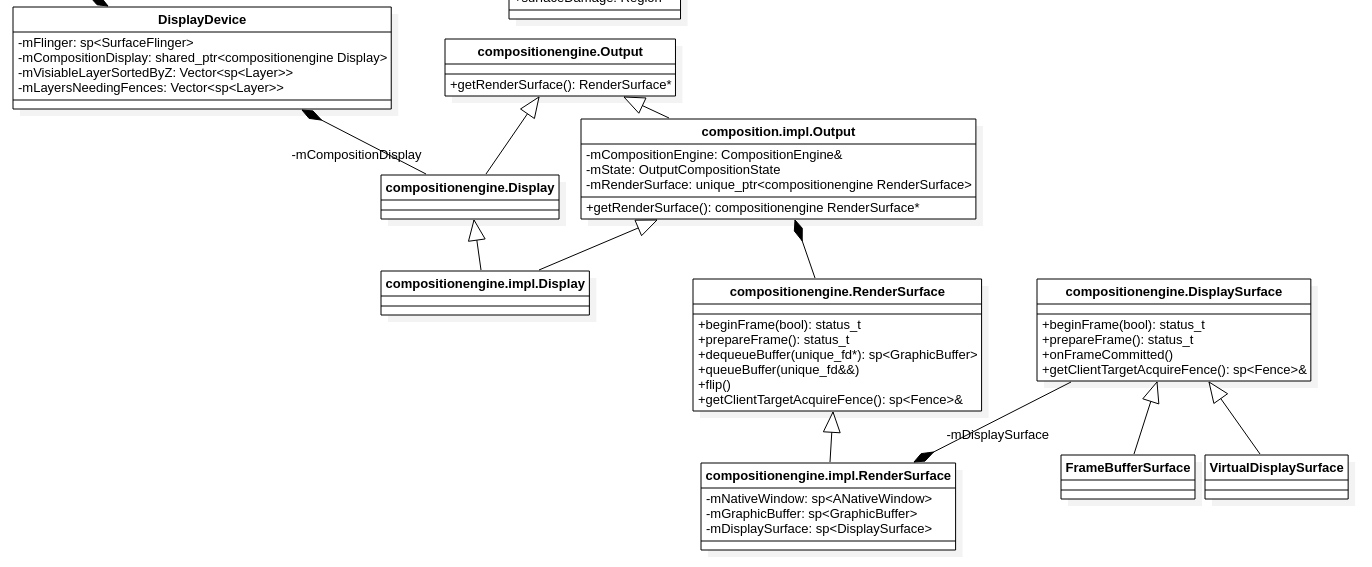 DisplayDevice
-mFlinger: sp<SurfaceFlinger>
-mCompositionDisplay: shared_ptr<compositionengine Display>
-mVisiableLayerSortedByZ: Vector<sp<Layer>>
-mLayersNeedingFences: Vector<sp<Layer>>
+surfaceDamage: Region
compositionengine.Output
+getRenderSurface(): RenderSurface*
composition.impl.Output
-mCompositionEngine: CompositionEngine&
-mState: OutputCompositionState
-mRenderSurface: unique_ptr<compositionengine RenderSurface>
+getRenderSurface(): compositionengine RenderSurface*
-mCompositionDisplay
compositionengine.Display
compositionengine.impl.Display
compositionengine.RenderSurface
+beginFrame(bool): status_t
+prepareFrame(): status_t
+dequeueBuffer(unique_fd*): sp<GraphicBuffer>
+queueBuffer(unique_fd&&)
+flip()
+getClientTargetAcquireFence(): sp<Fence>&
compositionengine.DisplaySurface
+beginFrame(bool): status_t
+prepareFrame(): status_t
+onFrameCommitted()
+getClientTargetAcquireFence(): sp<Fence>&
-mDisplaySurface
FrameBufferSurface
VirtualDisplaySurface
compositionengine.impl.RenderSurface
-mNativeWindow: sp<ANativeWindow>
-mGraphicBuffer: sp<GraphicBuffer>
-mDisplaySurface: sp<DisplaySurface>